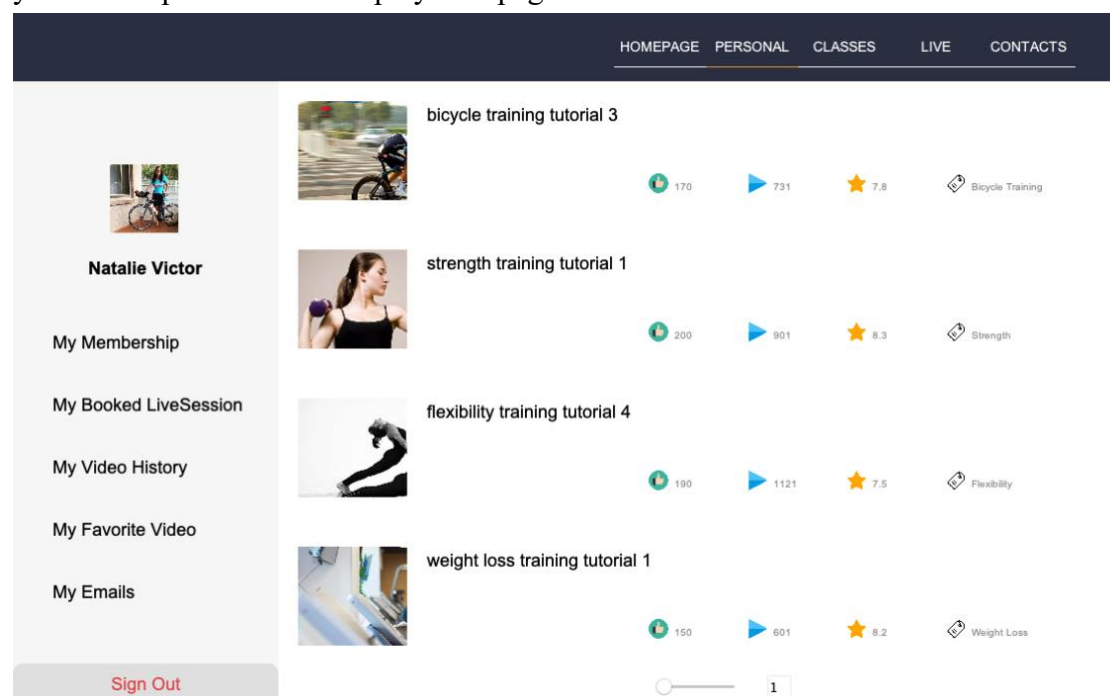 HOMEPAGE PERSONAL CLASSES LIVE CONTACTS
Natalie Victor
My Membership
My Booked LiveSession
My Video History
My Favorite Video
My Emails
Sign Out
bicycle training tutorial 3
170 731 7.8 Bicycle Training
strength training tutorial 1
200 901 8.3 Strength
flexibility training tutorial 4
190 1121 7.5 Flexibility
weight loss training tutorial 1
150 601 8.2 Weight Loss
1